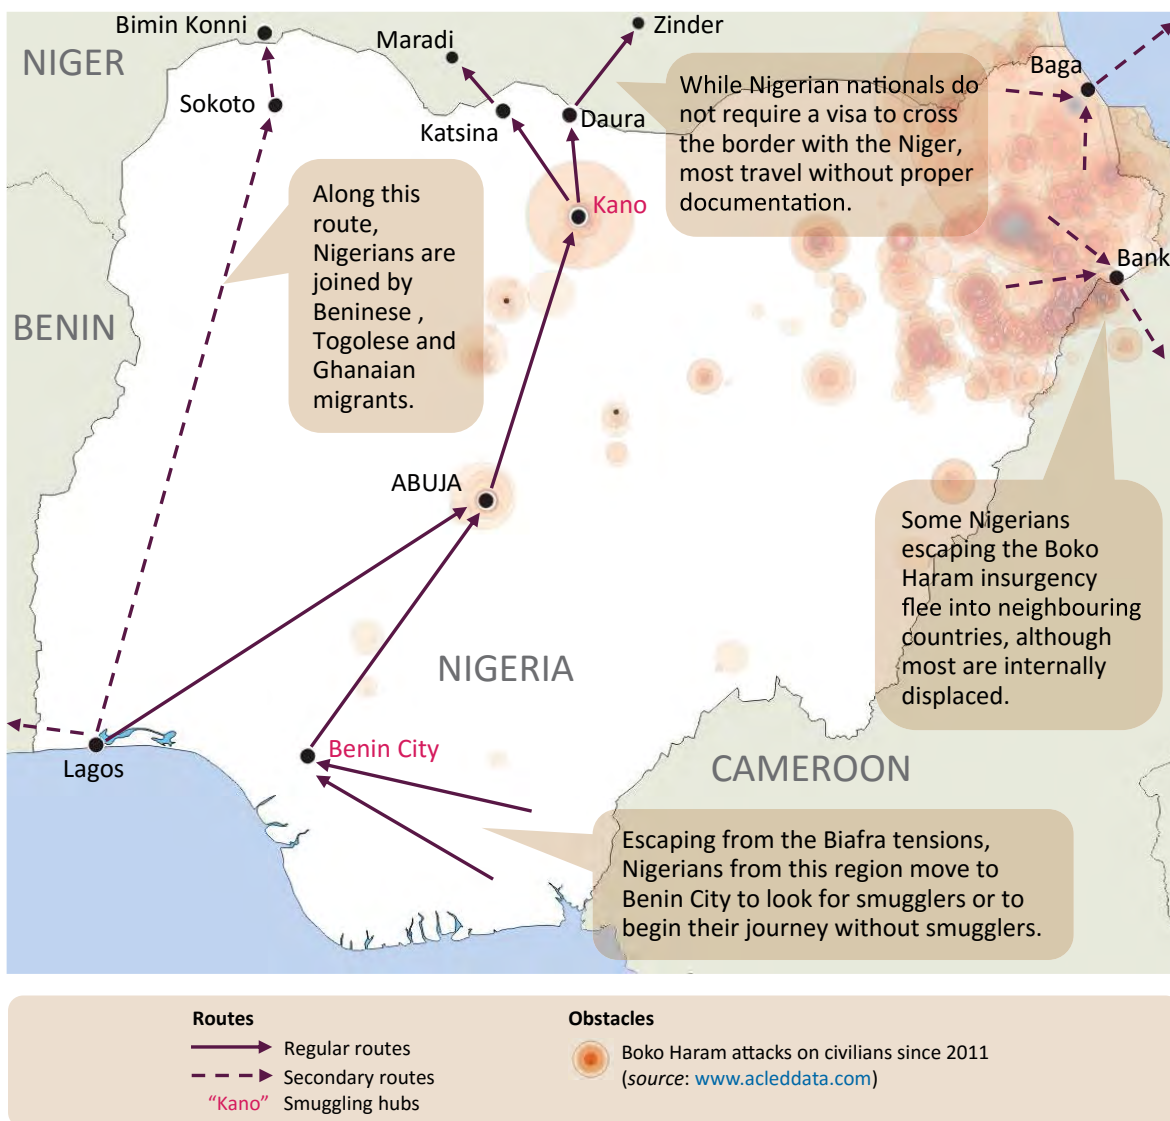 Bimin Konni
Zinder
Maradi
NIGER
Baga
While Nigerian nationals do
not require a visa to cross
the border with the Niger,
most travel without proper
documentation.
Sokoto
Katsina
Daura
Along this
route,
Nigerians are
joined by
Beninese ,
Togolese and
Ghanaian
migrants.
Kano
Bank
BENIN
ABUJA
Some Nigerians
escaping the Boko
Haram insurgency
flee into neighbouring
countries, although
most are internally
displaced.
NIGERIA
Benin City
Lagos
CAMEROON
Escaping from the Biafra tensions,
Nigerians from this region move to
Benin City to look for smugglers or to
begin their journey without smugglers.
Routes
Regular routes
Secondary routes
"Kano" Smuggling hubs
Obstacles
Boko Haram attacks on civilians since 2011
(source: www.acleddata.com)